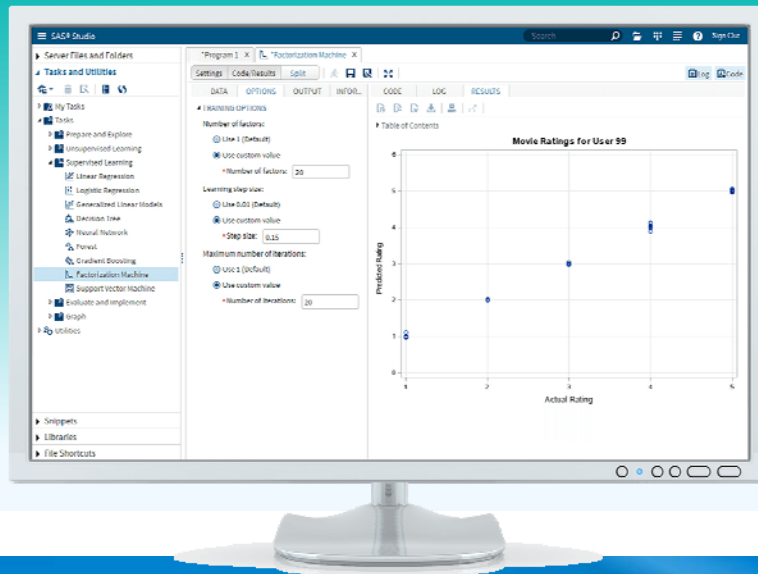 SAS® Studio
Search
Sign Out
Server Files and Folders
Tasks and Utilities
My Tasks
Tasks
Prepare and Explore
Unsupervised Learning
Supervised Learning
Linear Regression
Logistic Regression
Generalized Linear Models
Decision Tree
Neural Network
Forest
Gradient Boosting
Factorization Machine
Support Vector Machine
Evaluate and Implement
Graph
Utilities
Snippets
Libraries
File Shortcuts
*Program 1 X
*Factorization Machine X
Settings Code/Results Split
Log Code
DATA OPTIONS OUTPUT INFOR...
TRAINING OPTIONS
Number of factors:
Use 1 (Default)
Use custom value
*Number of factors: 20
Learning step size:
Use 0.01 (Default)
Use custom value
*Step size: 0.15
Maximum number of iterations:
Use 1 (Default)
Use custom value
*Number of iterations: 20
CODE LOG RESULTS
Table of Contents
Movie Ratings for User 99
Predicted Rating
6
5
4
3
2
1
0
1 2 3 4 5
Actual Rating